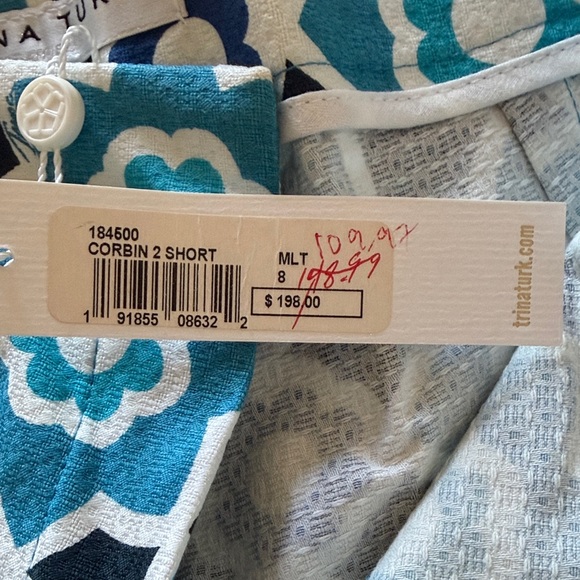 NA TUR
184500
CORBIN 2 SHORT
MLT
8
109.97
198.99
$ 198.00
1 91855 08632 2
trinaturk.com